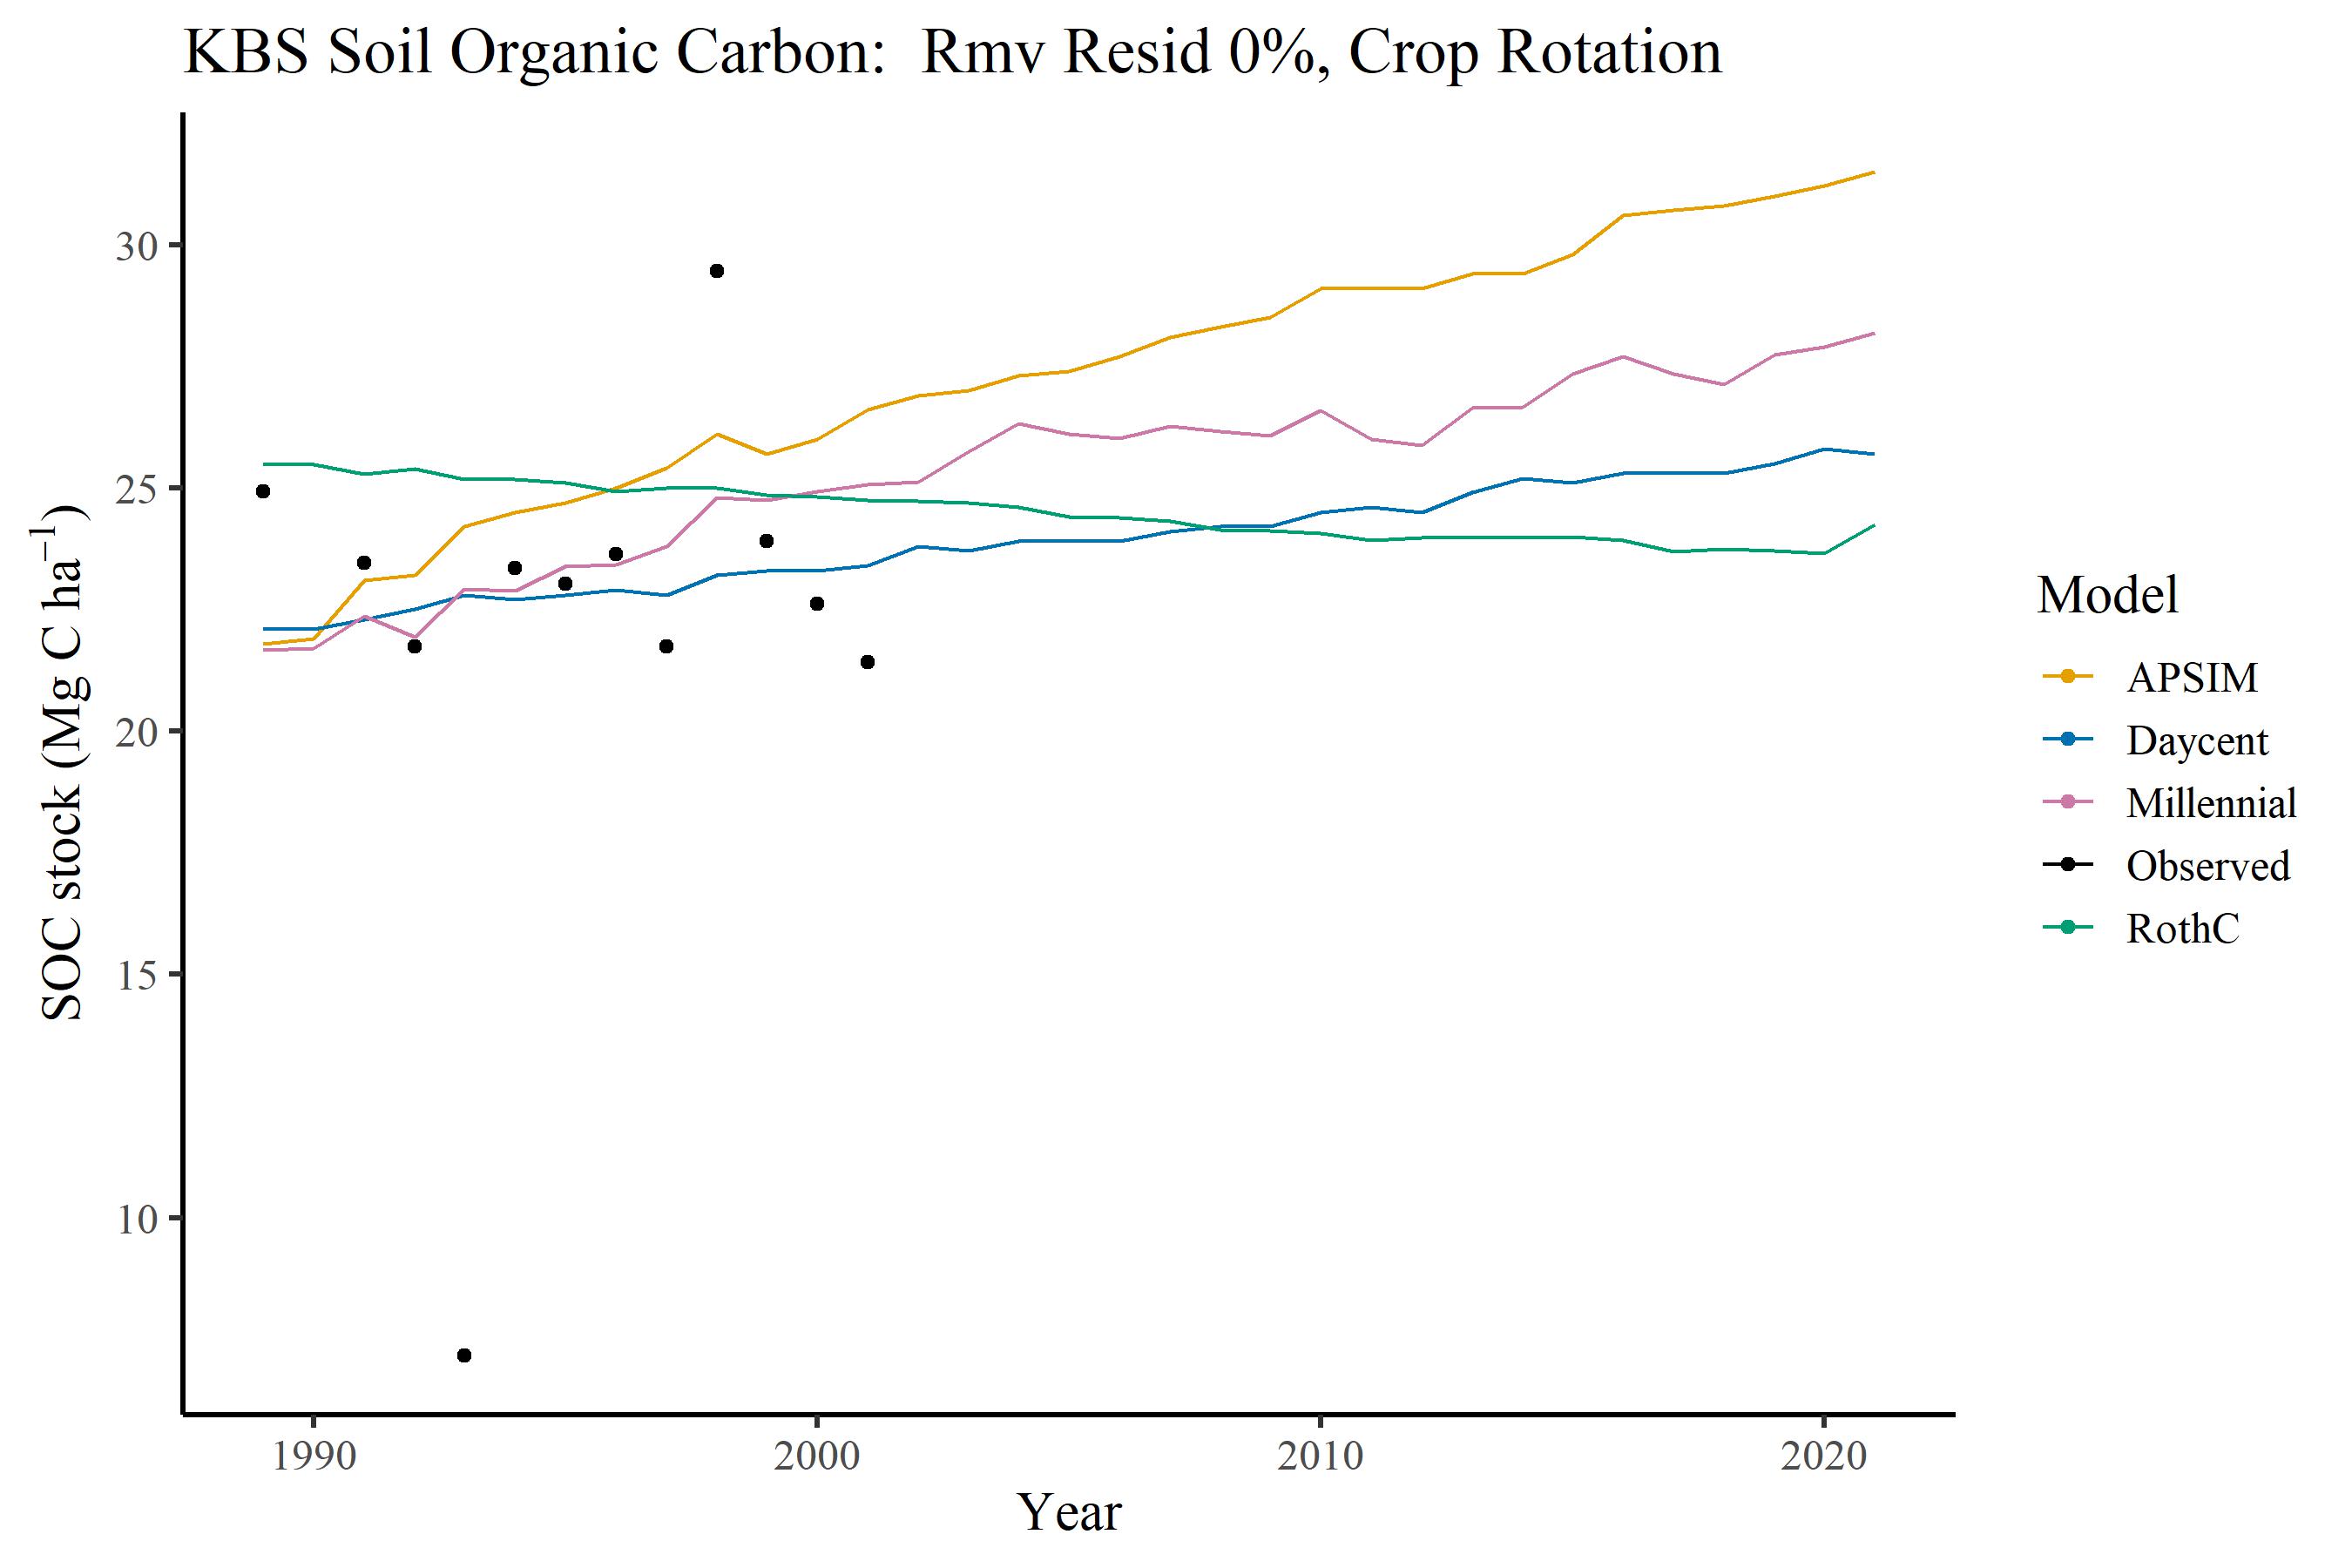 KBS Soil Organic Carbon:  Rmv Resid 0%, Crop Rotation
SOC stock (Mg C ha⁻¹)
30
25
20
15
10
1990
2000
2010
2020
Year
Model
APSIM
Daycent
Millennial
Observed
RothC